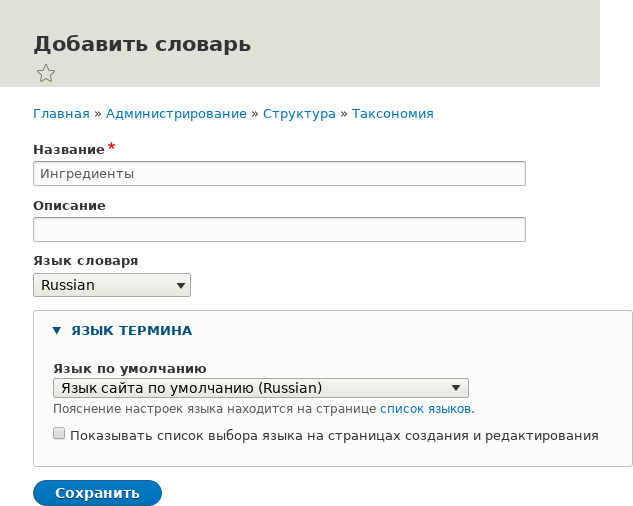 Добавить словарь
Главная » Администрирование » Структура » Таксономия
Название*
Ингредиенты
Описание
Язык словаря
Russian
ЯЗЫК ТЕРМИНА
Язык по умолчанию
Язык сайта по умолчанию (Russian)
Пояснение настроек языка находится на странице список языков.
Показывать список выбора языка на страницах создания и редактирования
Сохранить